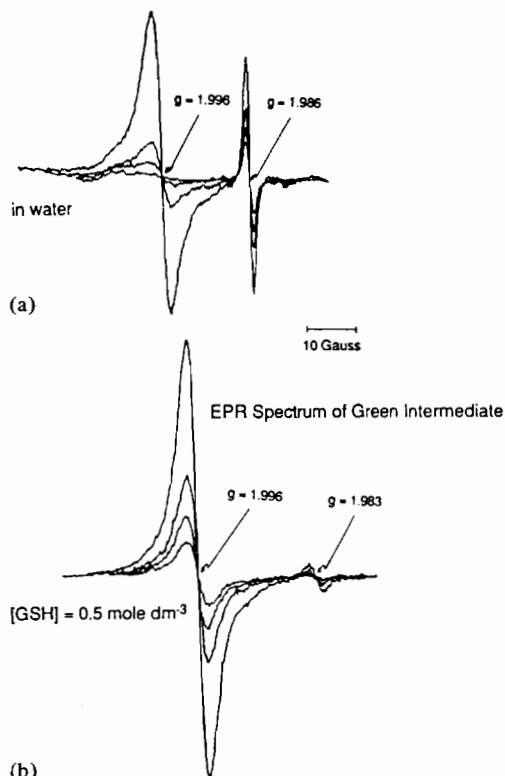 g = 1.996
g = 1.986
in water
(a)
10 Gauss
EPR Spectrum of Green Intermediate
g = 1.996
g = 1.983
[GSH] = 0.5 mole dm⁻³
(b)